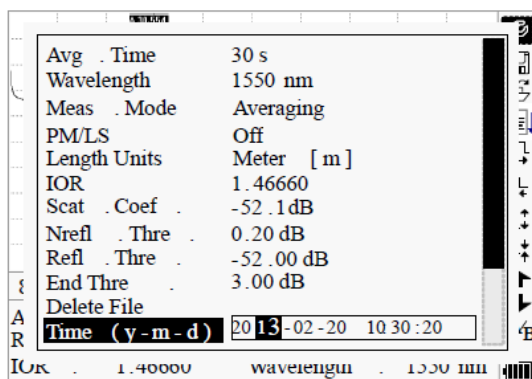 Avg . Time 30 s
Wavelength 1550 nm
Meas . Mode Averaging
PM/LS Off
Length Units Meter [ m ]
IOR 1.46660
Scat . Coef . -52 .1dB
Nrefl . Thre . 0.20 dB
Refl . Thre . -52 .00 dB
End Thre . 3.00 dB
Delete File
Time ( y - m - d ) 20 13 - 02 - 20 10 30 : 20
IOR . 1.46660 wavelength . 1550 nm